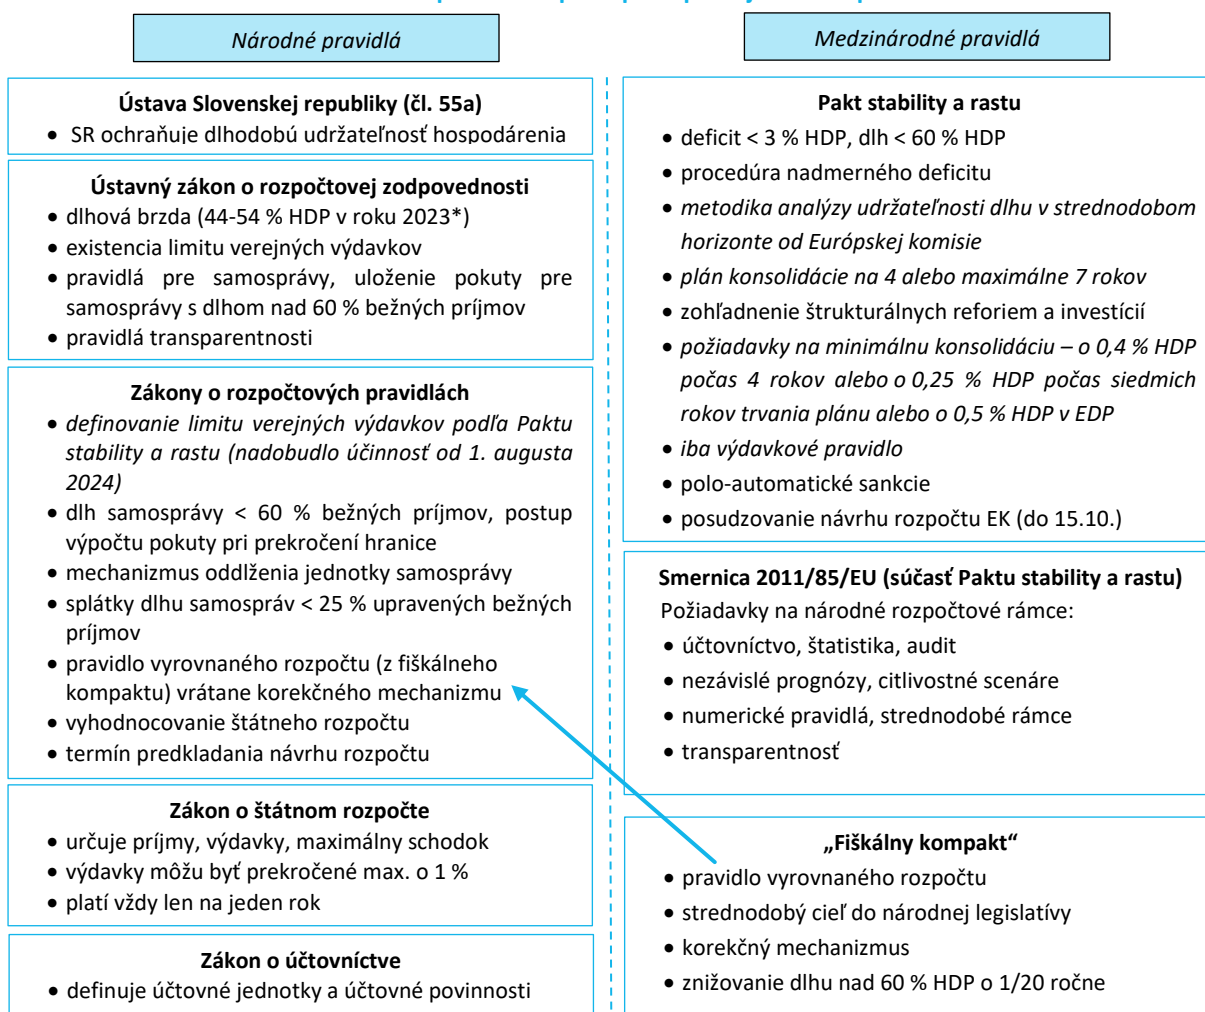 Národné pravidlá
Ústava Slovenskej republiky (čl. 55a)
• SR ochraňuje dlhodobú udržateľnosť hospodárenia
Ústavný zákon o rozpočtovej zodpovednosti
• dlhová brzda (44-54 % HDP v roku 2023*)
• existencia limitu verejných výdavkov
• pravidlá pre samosprávy, uloženie pokuty pre
samosprávy s dlhom nad 60 % bežných príjmov
• pravidlá transparentnosti
Zákony o rozpočtových pravidlách
• definovanie limitu verejných výdavkov podľa Paktu
stability a rastu (nadobudlo účinnosť od 1. augusta
2024)
• dlh samosprávy < 60 % bežných príjmov, postup
výpočtu pokuty pri prekročení hranice
• mechanizmus oddlženia jednotky samosprávy
• splátky dlhu samospráv < 25 % upravených bežných
príjmov
• pravidlo vyrovnaného rozpočtu (z fiškálneho
kompaktu) vrátane korekčného mechanizmu
• vyhodnocovanie štátneho rozpočtu
• termín predkladania návrhu rozpočtu
Zákon o štátnom rozpočte
• určuje príjmy, výdavky, maximálny schodok
• výdavky môžu byť prekročené max. o 1 %
• platí vždy len na jeden rok
Zákon o účtovníctve
• definuje účtovné jednotky a účtovné povinnosti
Medzinárodné pravidlá
Pakt stability a rastu
• deficit < 3 % HDP, dlh < 60 % HDP
• procedúra nadmerného deficitu
• metodika analýzy udržateľnosti dlhu v strednodobom
horizonte od Európskej komisie
• plán konsolidácie na 4 alebo maximálne 7 rokov
• zohľadnenie štrukturálnych reforiem a investícií
• požiadavky na minimálnu konsolidáciu – o 0,4 % HDP
počas 4 rokov alebo o 0,25 % HDP počas siedmich
rokov trvania plánu alebo o 0,5 % HDP v EDP
• iba výdavkové pravidlo
• polo-automatické sankcie
• posudzovanie návrhu rozpočtu EK (do 15.10.)
Smernica 2011/85/EU (súčasť Paktu stability a rastu)
Požiadavky na národné rozpočtové rámce:
• účtovníctvo, štatistika, audit
• nezávislé prognózy, citlivostné scenáre
• numerické pravidlá, strednodobé rámce
• transparentnosť
„Fiškálny kompakt“
• pravidlo vyrovnaného rozpočtu
• strednodobý cieľ do národnej legislatívy
• korekčný mechanizmus
• znižovanie dlhu nad 60 % HDP o 1/20 ročne